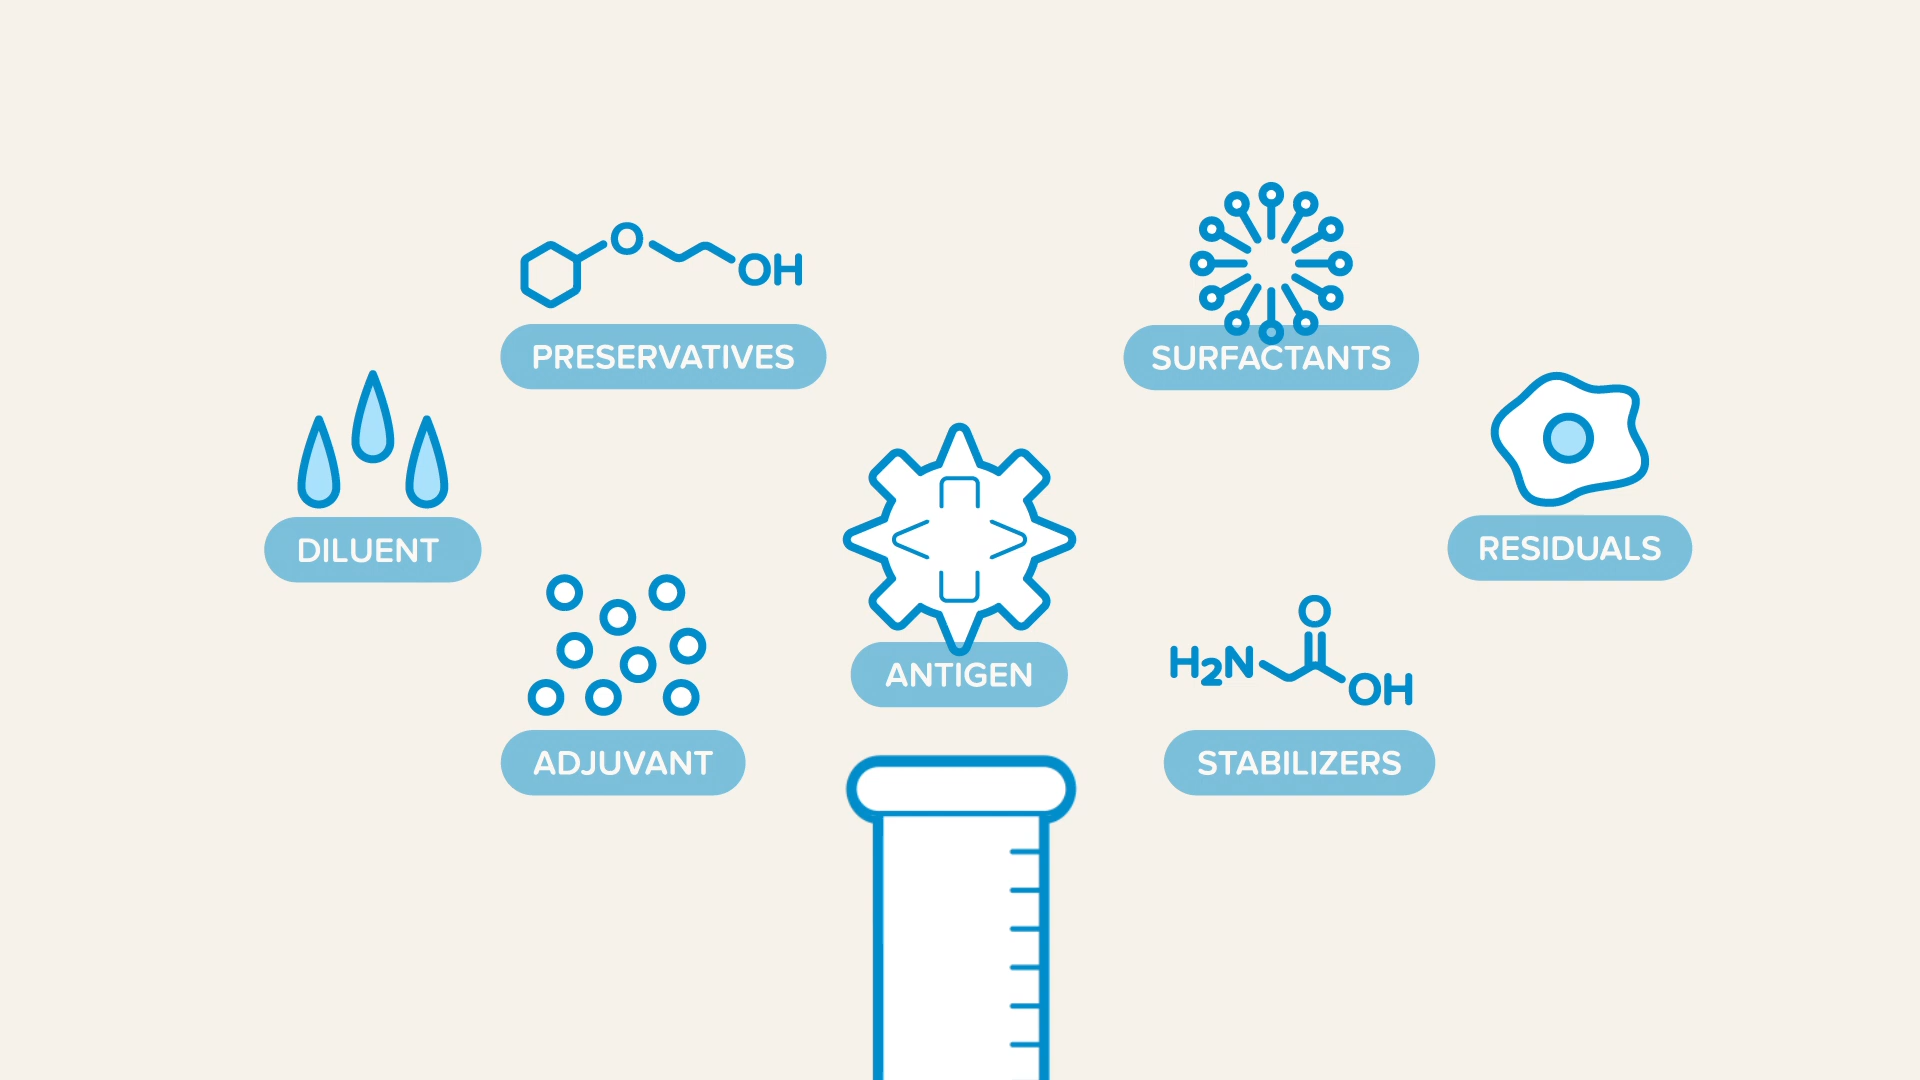 O
OH
PRESERVATIVES
SURFACTANTS
DILUENT
RESIDUALS
ANTIGEN
O
H2N
OH
ADJUVANT
STABILIZERS